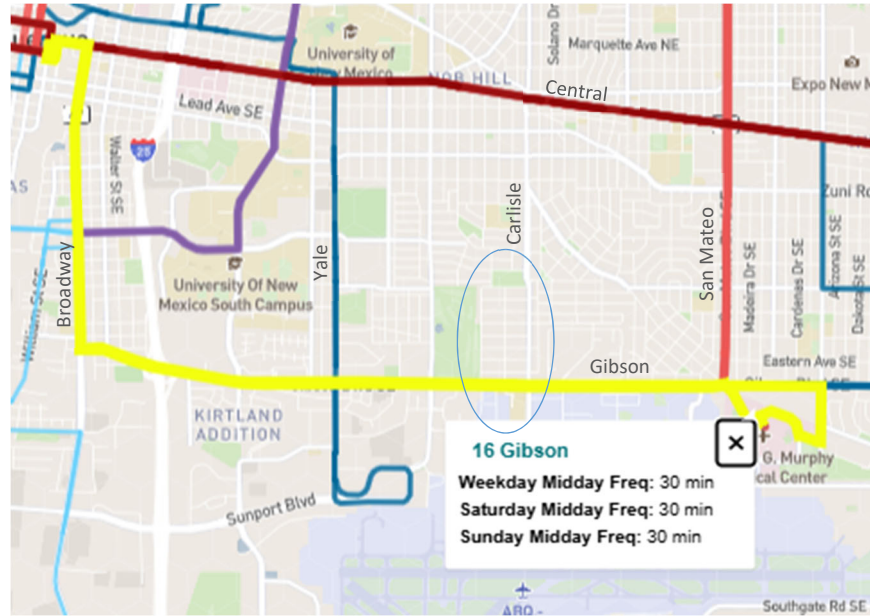 Solano Dr
Marquette Ave NE
University of
New Mexico
NOB HILL
Expo New M
Central
Lead Ave SE
25
Walter St SE
AS
Zuni Ro
Carlisle
Yale
San Mateo
Madeira Dr SE
Cardenas Dr SE
Arizona St SE
Dakota St SE
Broadway
William St SE
University Of New
Mexico South Campus
Eastern Ave SE
Gibson
KIRTLAND
ADDITION
16 Gibson
Weekday Midday Freq: 30 min
Saturday Midday Freq: 30 min
Sunday Midday Freq: 30 min
G. Murphy
cal Center
Sunport Blvd
ABQ -
Southgate Rd SE